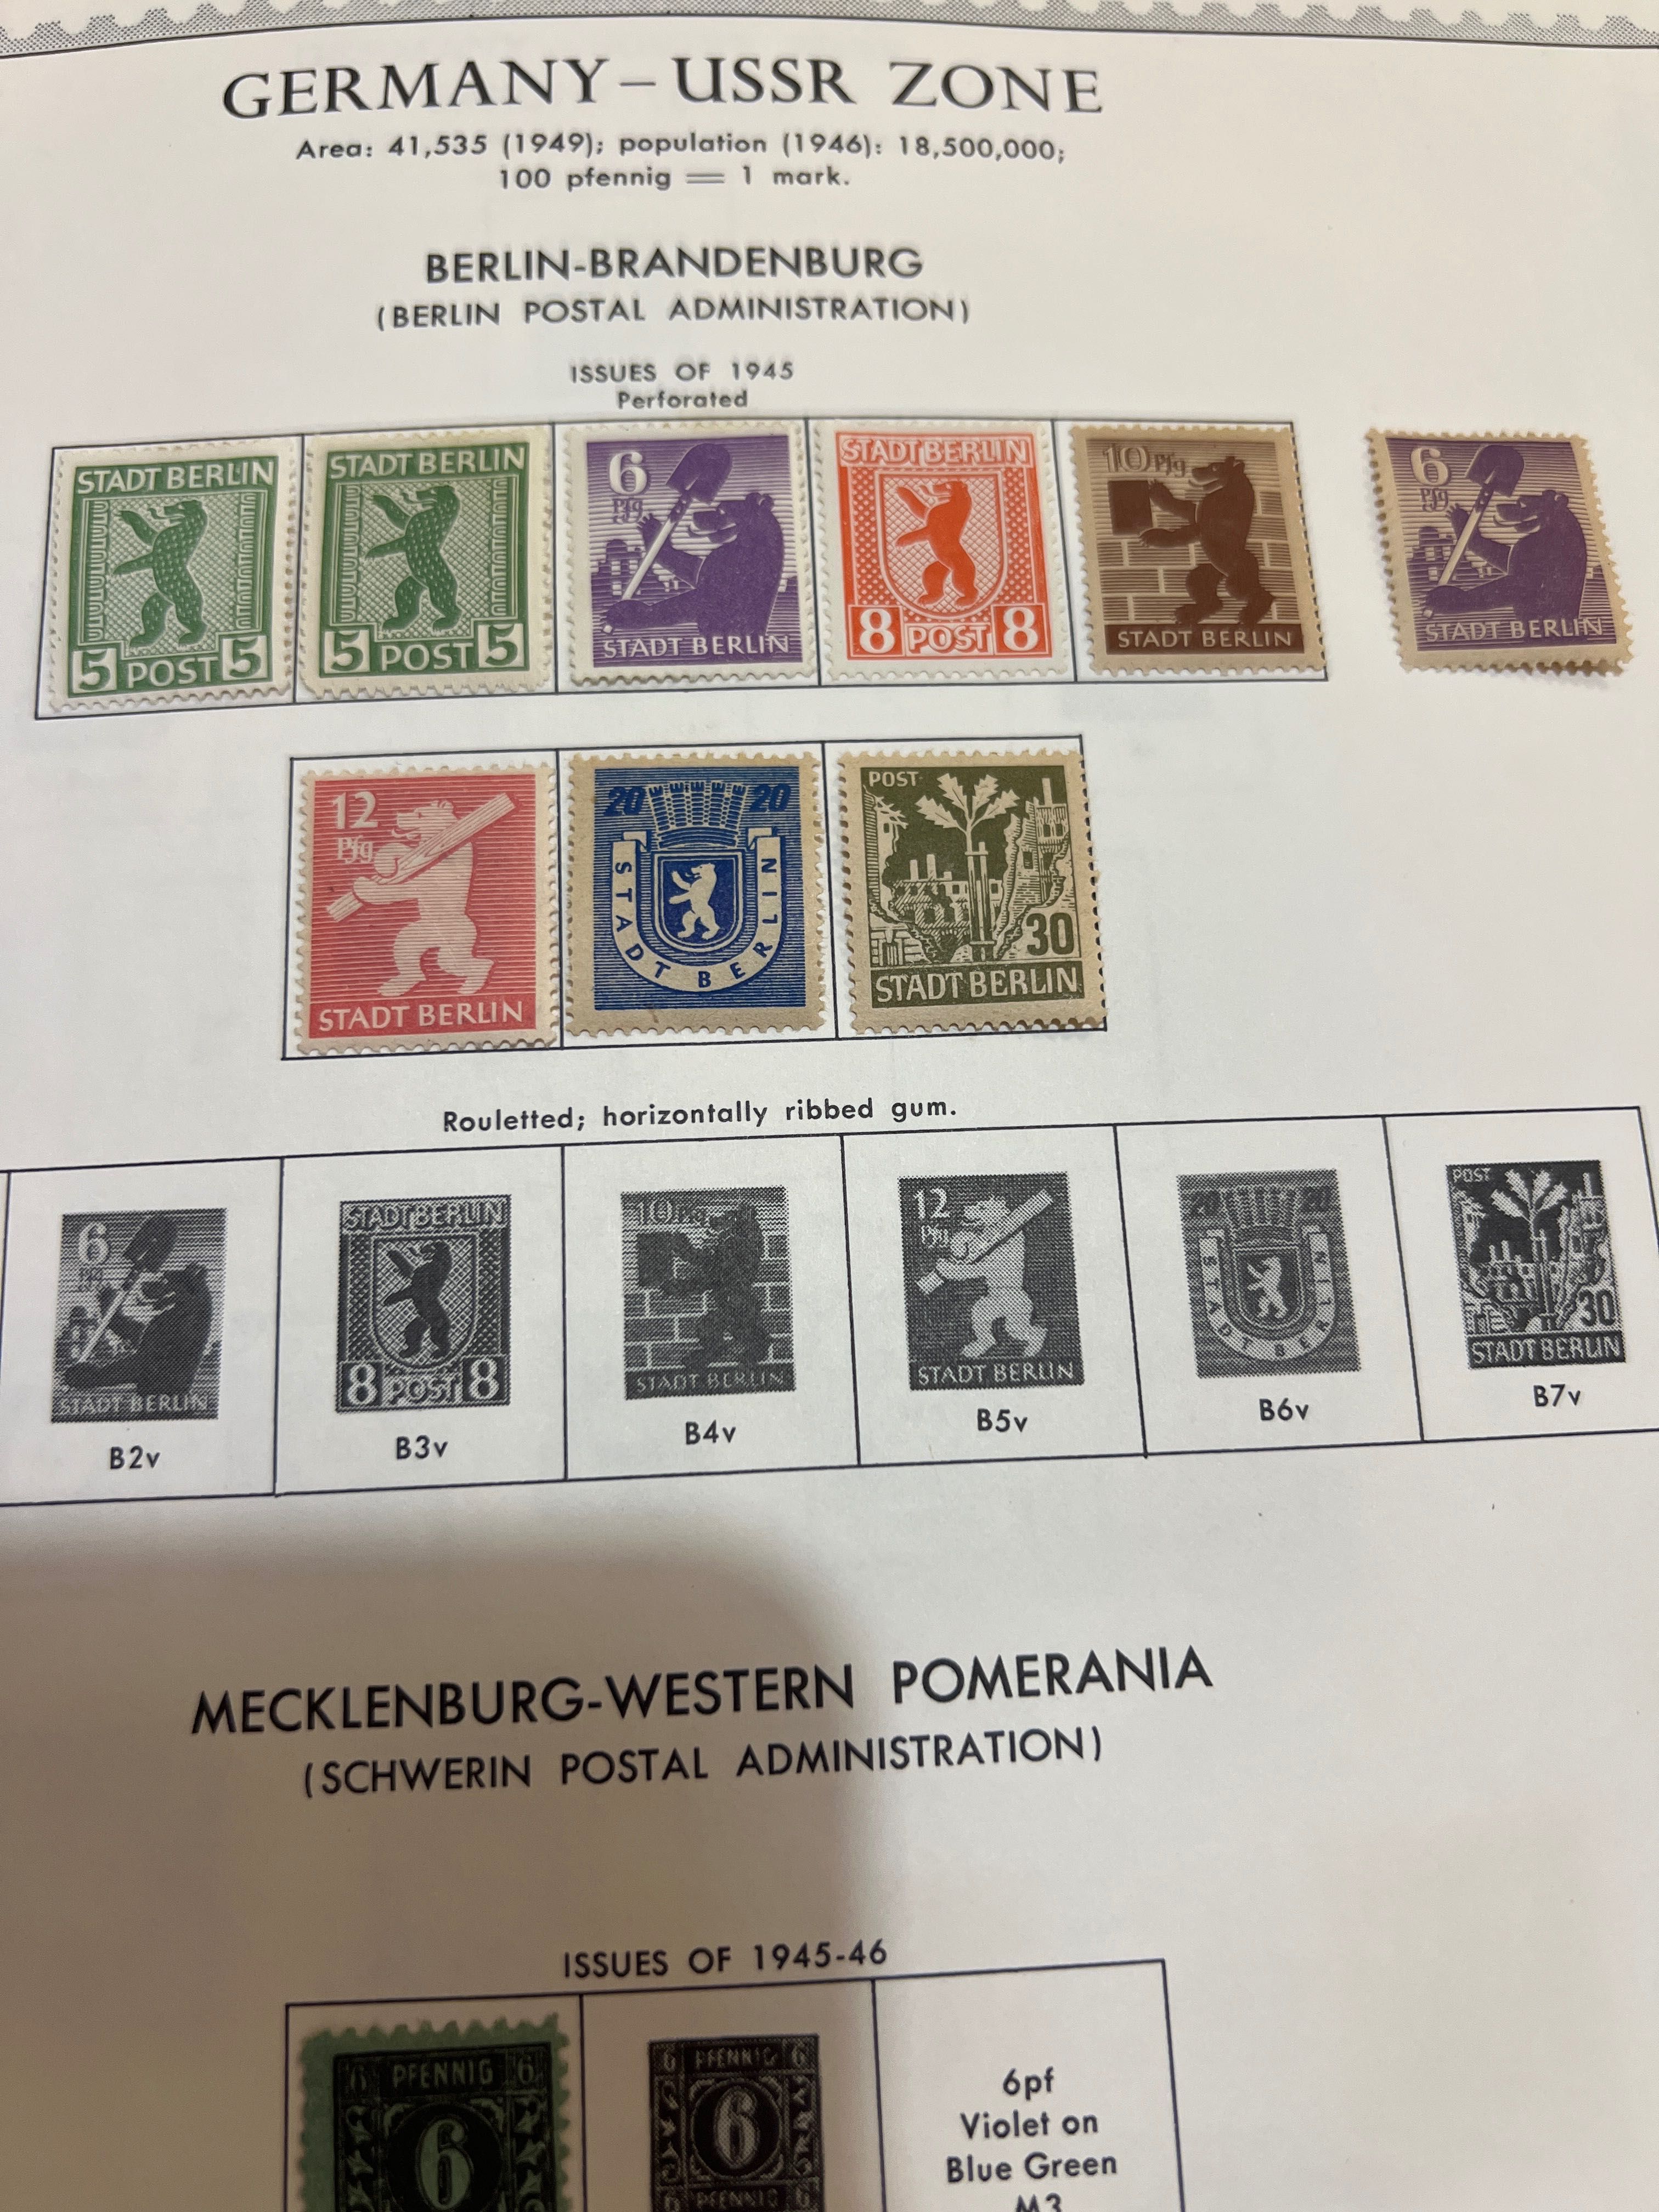 GERMANY – USSR ZONE
Area: 41,535 (1949); population (1946): 18,500,000;
100 pfennig = 1 mark.
BERLIN-BRANDENBURG
(BERLIN POSTAL ADMINISTRATION)
ISSUES OF 1945
Perforated
STADT BERLIN
5 POST 5
STADT BERLIN
5 POST 5
6
Pfg
STADT BERLIN
STADT BERLIN
8 POST 8
10 Pfg
STADT BERLIN
6
Pfg
STADT BERLIN
12
Pfg
STADT BERLIN
20 20
STADT BERLIN
POST
30
STADT BERLIN
Rouletted; horizontally ribbed gum.
6
STADT BERLIN
B2v
STADT BERLIN
8 POST 8
B3v
10
STADT BERLIN
B4v
12
Pfg
STADT BERLIN
B5v
20 20
STADT BERLIN
B6v
POST
30
STADT BERLIN
B7v
MECKLENBURG-WESTERN POMERANIA
(SCHWERIN POSTAL ADMINISTRATION)
ISSUES OF 1945-46
6 PFENNIG 6
6
6 PFENNIG 6
6
6 PFENNIG 6
6pf
Violet on
Blue Green
M3